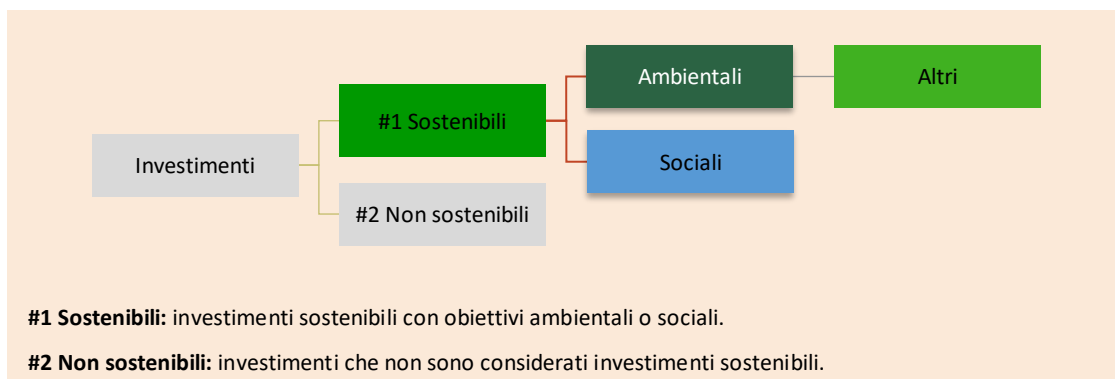 Ambientali
Altri
#1 Sostenibili
Investimenti
Sociali
#2 Non sostenibili
#1 Sostenibili: investimenti sostenibili con obiettivi ambientali o sociali.
#2 Non sostenibili: investimenti che non sono considerati investimenti sostenibili.